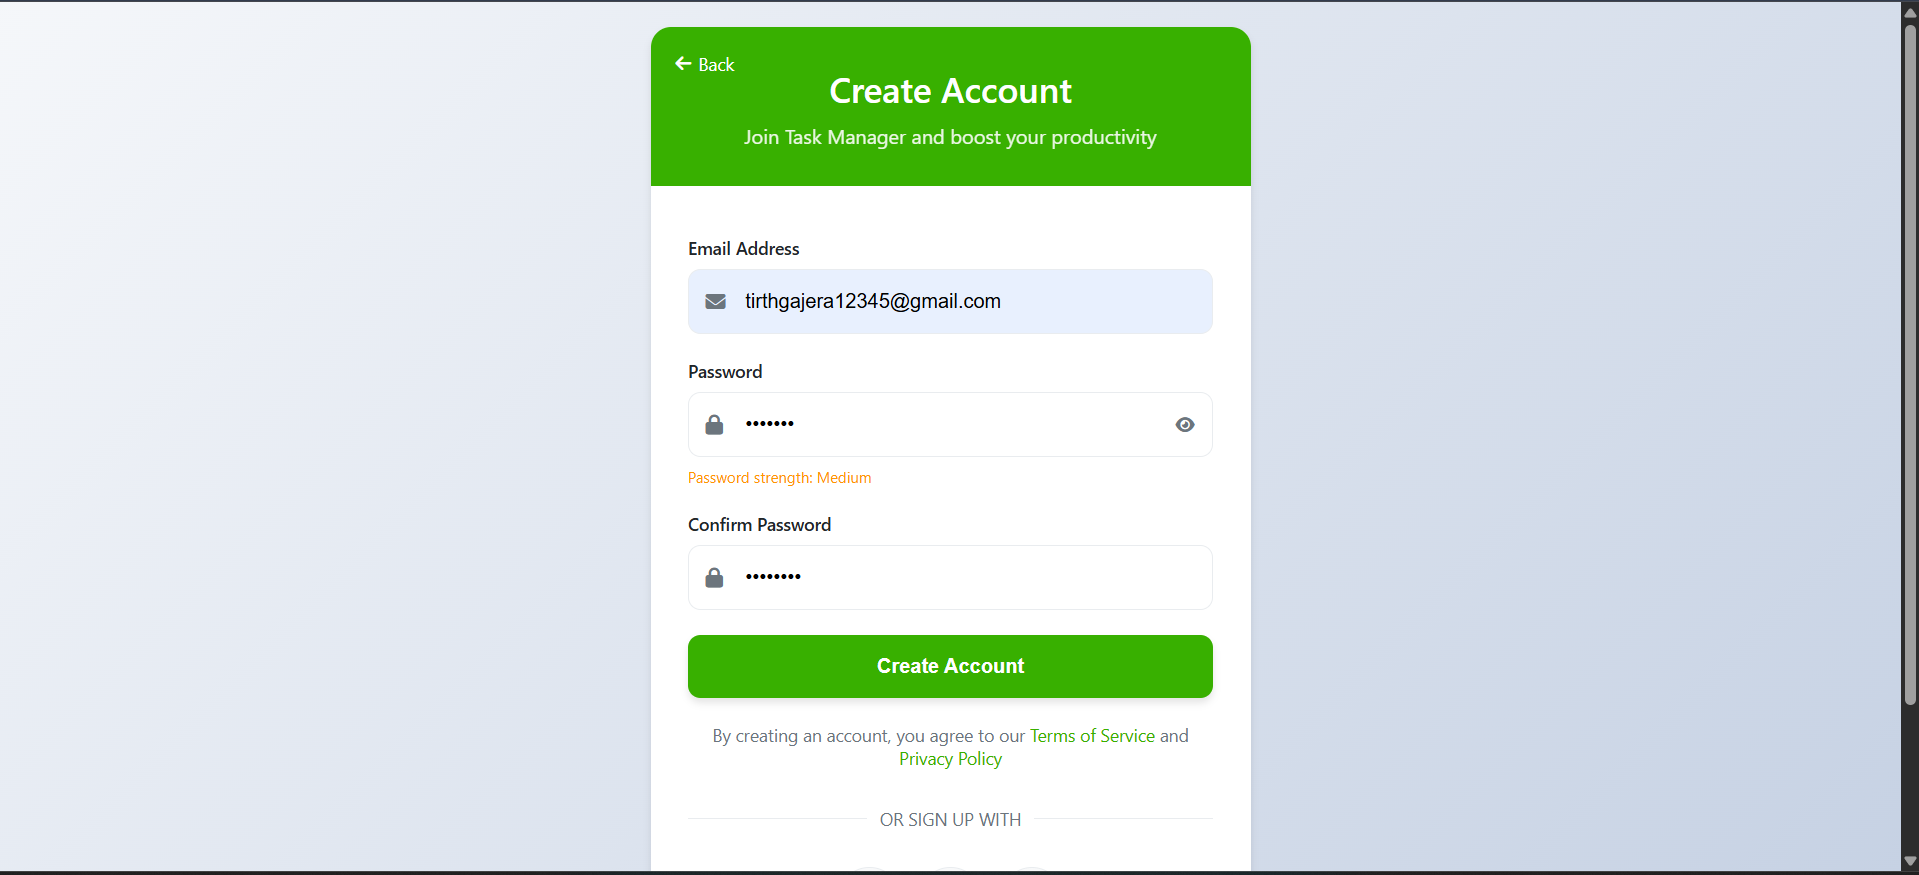 Back
Create Account
Join Task Manager and boost your productivity
Email Address
tirthgajera12345@gmail.com
Password
•••••••
Password strength: Medium
Confirm Password
••••••••
Create Account
By creating an account, you agree to our Terms of Service and
Privacy Policy
OR SIGN UP WITH